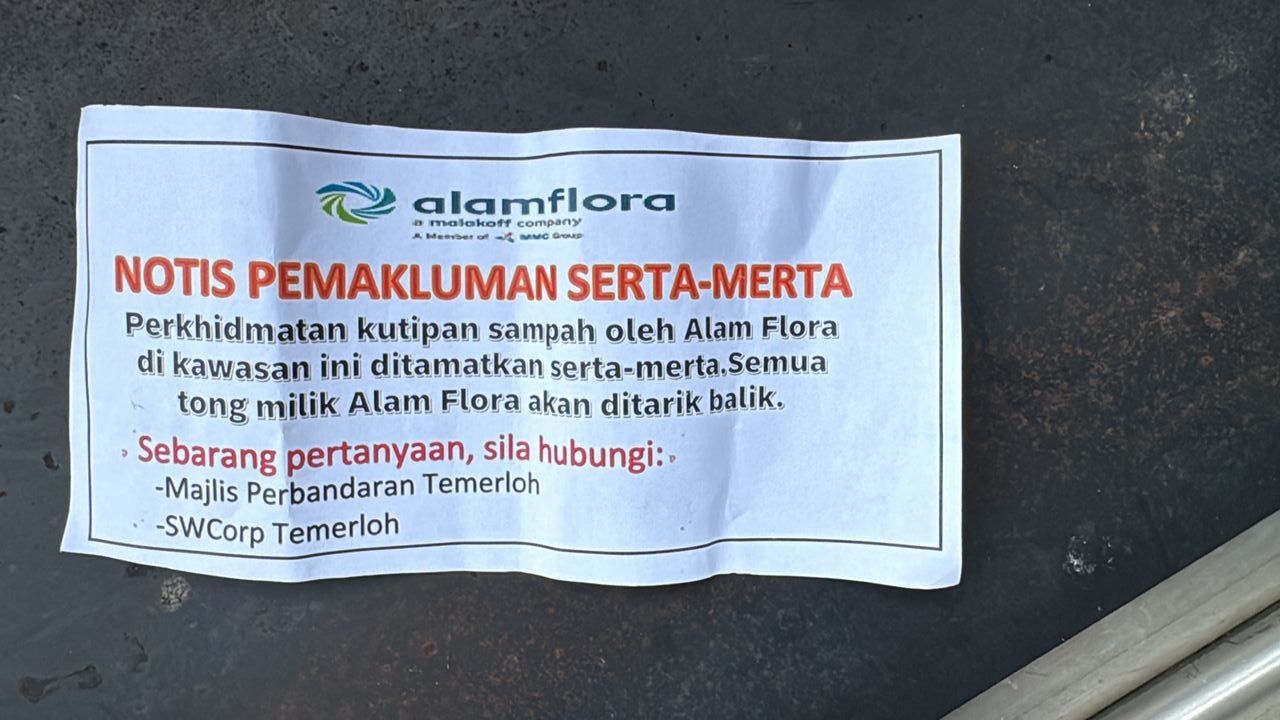 alamflora
a malakoff company
A Member of MMC Group
NOTIS PEMAKLUMAN SERTA-MERTA
Perkhidmatan kutipan sampah oleh Alam Flora
di kawasan ini ditamatkan serta-merta.Semua
tong milik Alam Flora akan ditarik balik.
Sebarang pertanyaan, sila hubungi:
-Majlis Perbandaran Temerloh
-SWCorp Temerloh